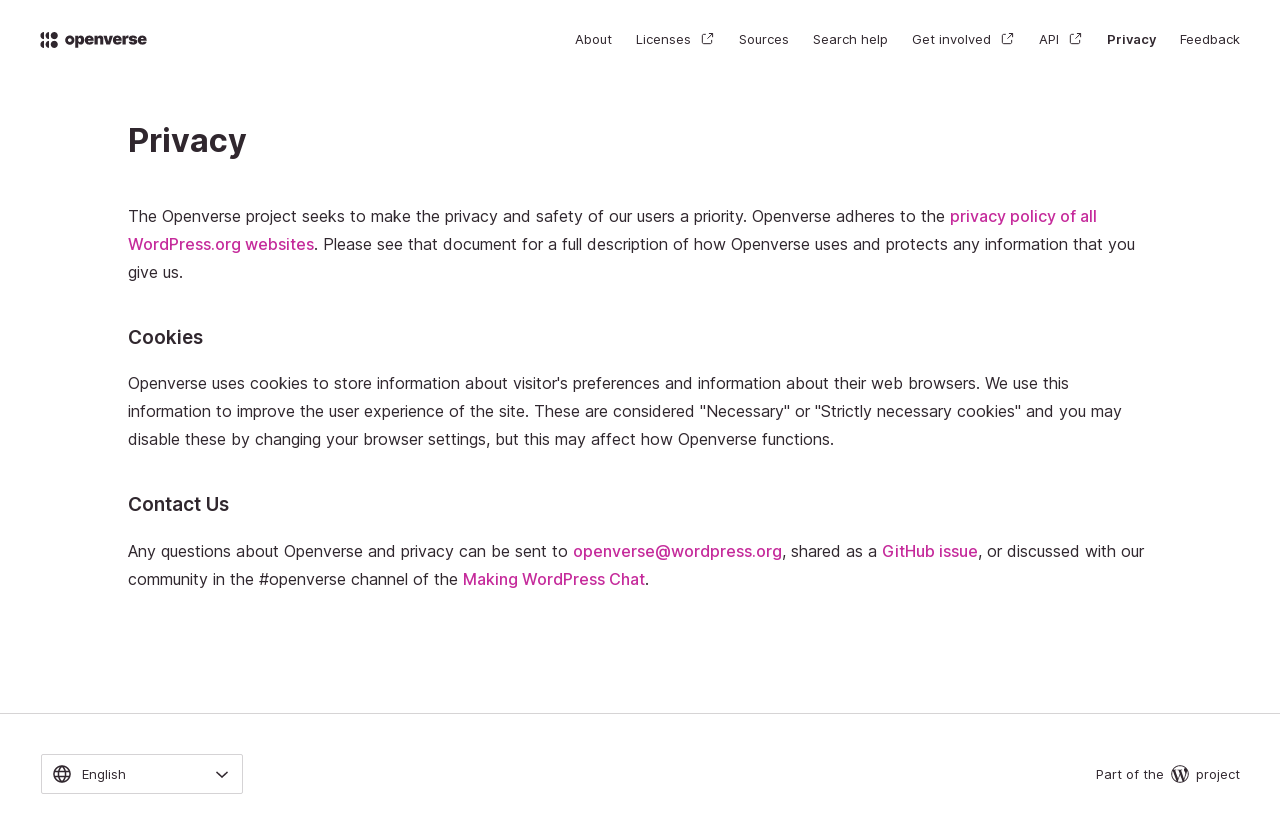 openverse
About Licenses Sources Search help Get involved API Privacy Feedback
Privacy
The Openverse project seeks to make the privacy and safety of our users a priority. Openverse adheres to the privacy policy of all
WordPress.org websites. Please see that document for a full description of how Openverse uses and protects any information that you
give us.
Cookies
Openverse uses cookies to store information about visitor's preferences and information about their web browsers. We use this
information to improve the user experience of the site. These are considered "Necessary" or "Strictly necessary cookies" and you may
disable these by changing your browser settings, but this may affect how Openverse functions.
Contact Us
Any questions about Openverse and privacy can be sent to openverse@wordpress.org, shared as a GitHub issue, or discussed with our
community in the #openverse channel of the Making WordPress Chat.
English
Part of the project